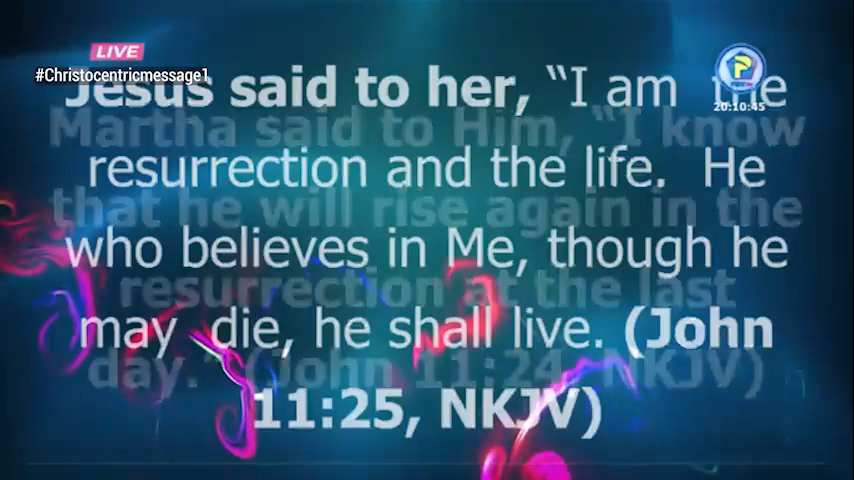 LIVE
#Christocentricmessage1
20:10:45
Jesus said to her, “I am the
resurrection and the life. He
who believes in Me, though he
may die, he shall live. (John
11:25, NKJV)
Martha said to Him, “I know
that he will rise again in the
resurrection at the last
day.” (John 11:24, NKJV)